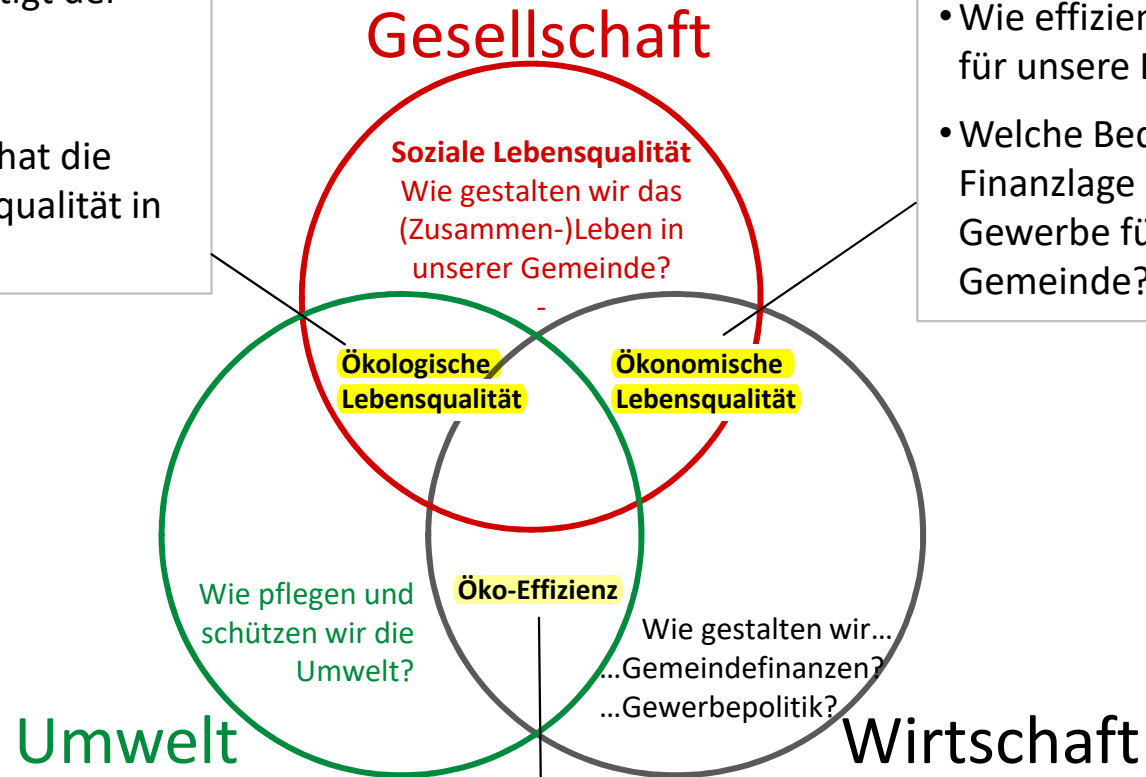 Gesellschaft
hat die
qualität in
• Wie effizien
für unsere
• Welche
Finanzlage
Gewerbe
Gemeinde?
Soziale Lebensqualität
Wie gestalten wir das
(Zusammen-)Leben in
unserer Gemeinde?
-
Ökologische
Lebensqualität
Ökonomische
Lebensqualität
Öko-Effizienz
Wie pflegen und
schützen wir die
Umwelt?
Wie gestalten wir...
...Gemeindefinanzen?
...Gewerbepolitik?
Umwelt
Wirtschaft